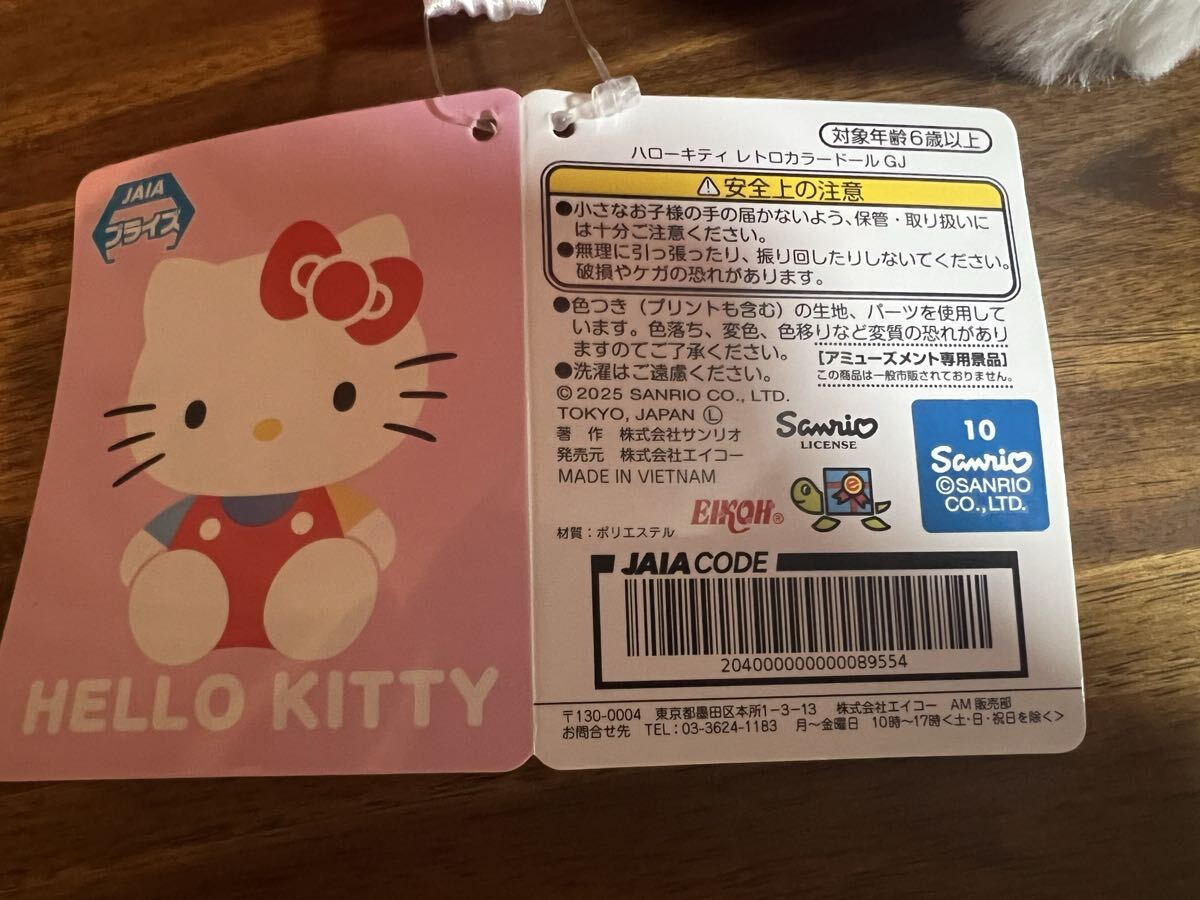 JAIA
プライズ
HELLO KITTY
対象年齢6歳以上
ハローキティ レトロカラードール GJ
⚠安全上の注意
●小さなお子様の手の届かないよう、保管・取り扱いに
は十分ご注意ください。
●無理に引っ張ったり、振り回したりしないでください。
破損やケガの恐れがあります。
●色つき（プリントも含む）の生地、パーツを使用して
います。色落ち、変色、色移りなど変質の恐れがあり
ますのでご了承ください。
●洗濯はご遠慮ください。
【アミューズメント専用景品】
この商品は一般市販されておりません。
© 2025 SANRIO CO., LTD.
TOKYO, JAPAN Ⓛ
著 作 株式会社サンリオ
発売元 株式会社エイコー
MADE IN VIETNAM
Sanrio
LICENSE
10
Sanrio
©SANRIO
CO., LTD.
EIKOH®
e
材質：ポリエステル
JAIA CODE
204000000000089554
〒130-0004 東京都墨田区本所1-3-13 株式会社エイコー AM販売部
お問合せ先 TEL：03-3624-1183 月～金曜日 10時～17時＜土・日・祝日を除く＞